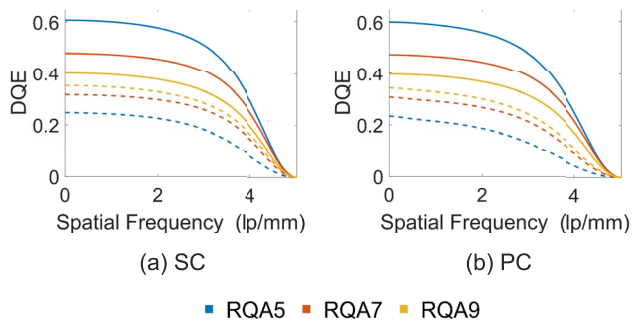 0.6
0.4
0.2
0
DQE
0 2 4
Spatial Frequency (lp/mm)
(a) SC
0.6
0.4
0.2
0
DQE
0 2 4
Spatial Frequency (lp/mm)
(b) PC
RQA5 RQA7 RQA9